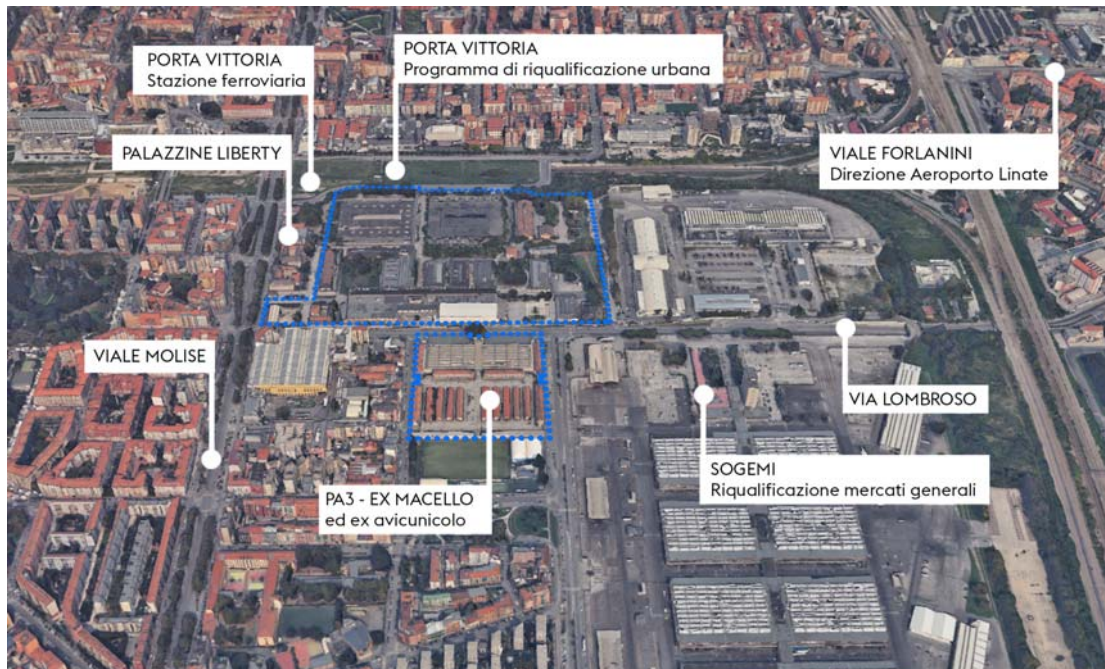 PORTA VITTORIA
Stazione ferroviaria
PORTA VITTORIA
Programma di riqualificazione urbana
PALAZZINE LIBERTY
VIALE FORLANINI
Direzione Aeroporto Linate
VIALE MOLISE
VIA LOMBROSO
PA3 - EX MACELLO
ed ex avicunicolo
SOGEMI
Riqualificazione mercati generali